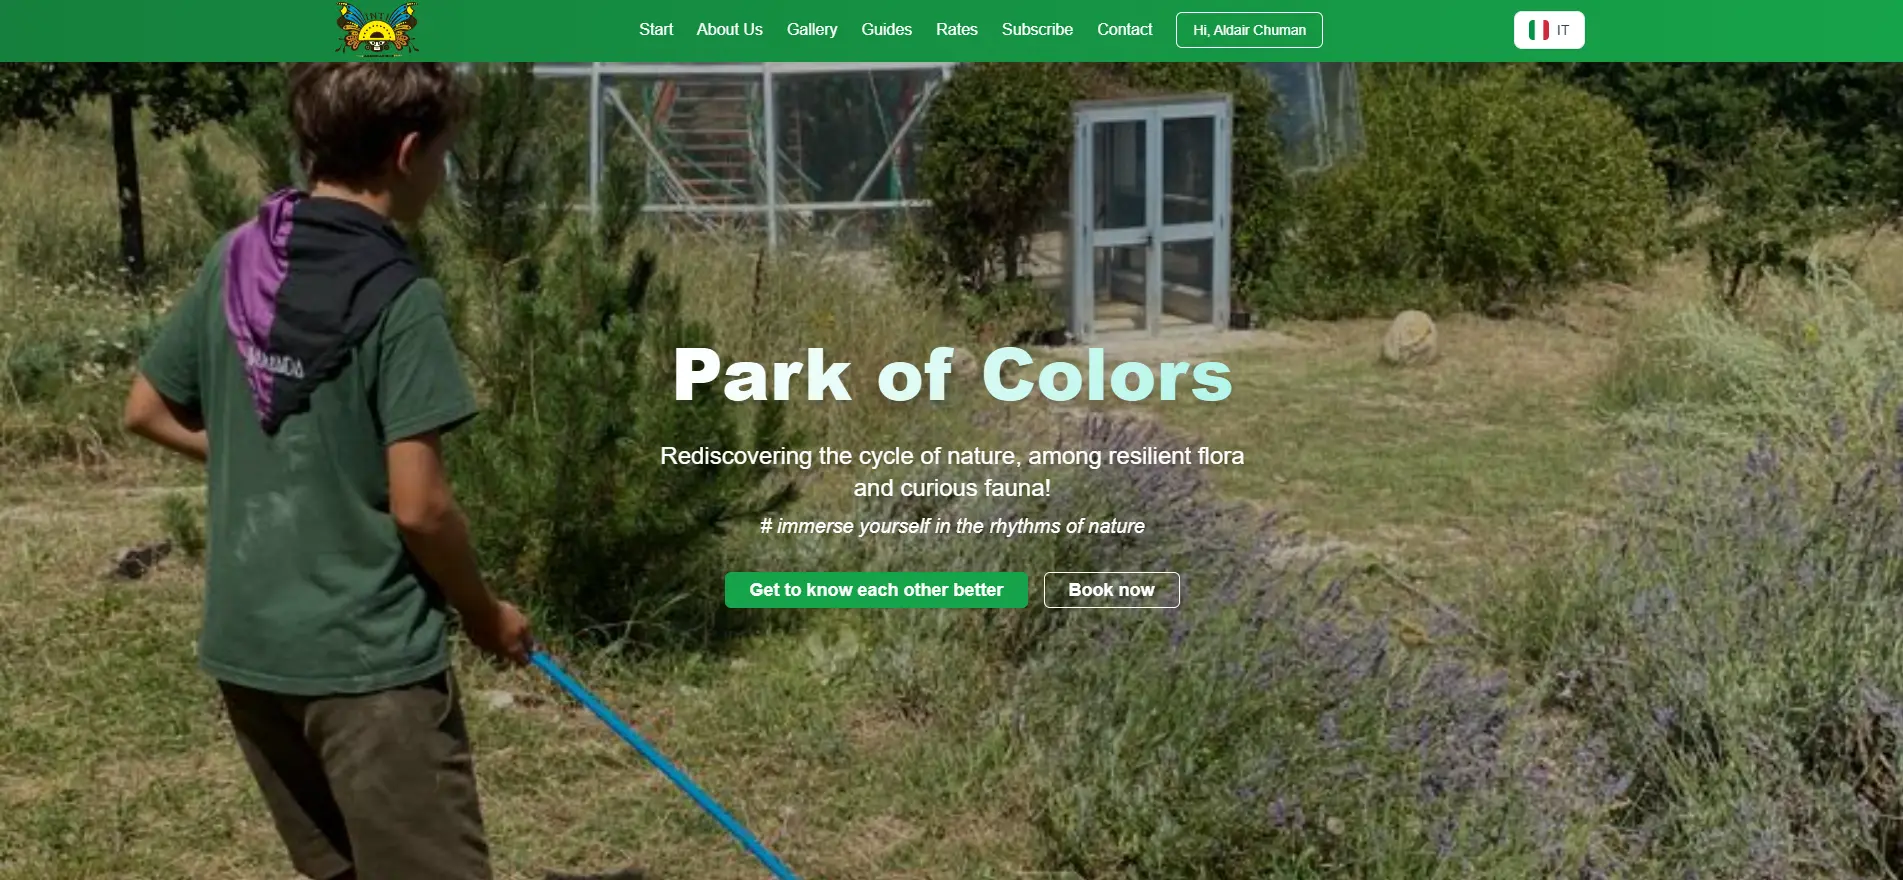 INTI
Start
About Us
Gallery
Guides
Rates
Subscribe
Contact
Hi, Aldair Chuman
IT
Park of Colors
Rediscovering the cycle of nature, among resilient flora
and curious fauna!
# immerse yourself in the rhythms of nature
Get to know each other better
Book now